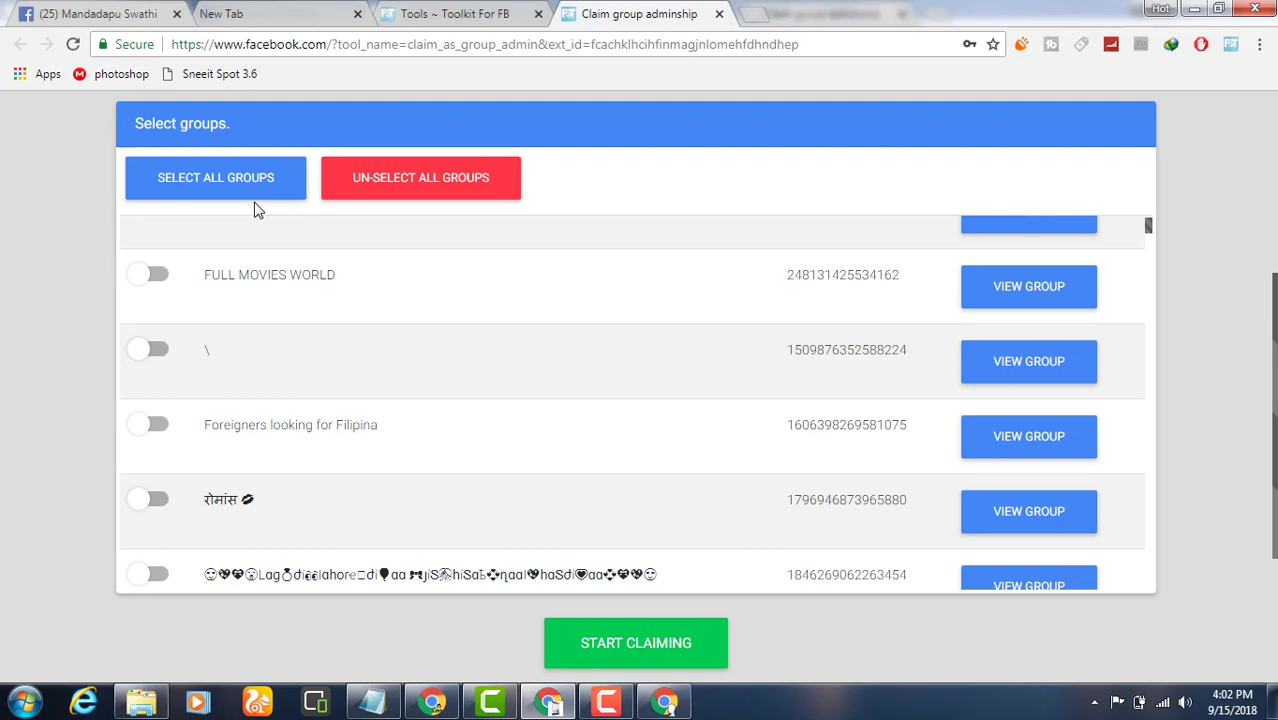 (25) Mandadapu Swathi
New Tab
Tools ~ Toolkit For FB
Claim group adminship
Hot
Secure
https://www.facebook.com/?tool_name=claim_as_group_admin&ext_id=fcachklhcihfinmagjnlomehfdhndhep
Apps
photoshop
Sneeit Spot 3.6
Select groups.
SELECT ALL GROUPS
UN-SELECT ALL GROUPS
FULL MOVIES WORLD
248131425534162
VIEW GROUP
\
1509876352588224
VIEW GROUP
Foreigners looking for Filipina
1606398269581075
VIEW GROUP
रोमांस 💋
1796946873965880
VIEW GROUP
1846269062263454
VIEW GROUP
START CLAIMING
4:02 PM
9/15/2018